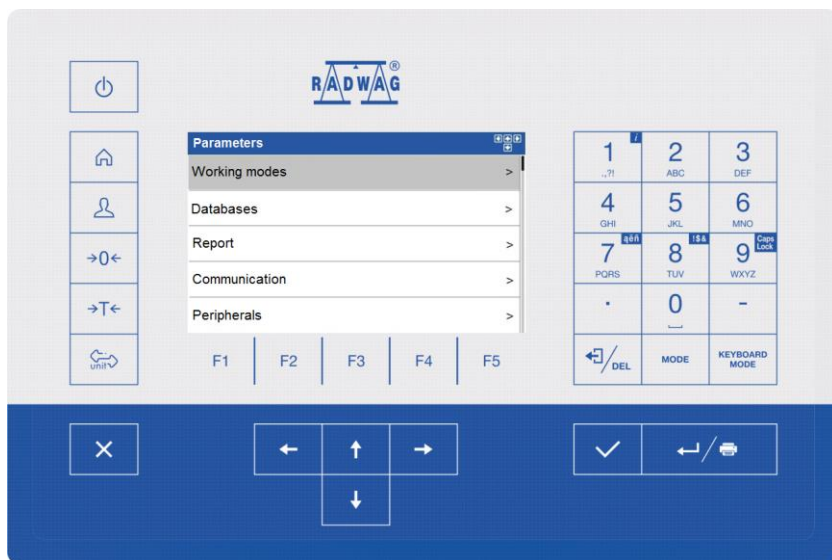 RADWAG®
Parameters
Working modes >
Databases >
Report >
Communication >
Peripherals >
→0←
→T←
unit
F1 F2 F3 F4 F5
1 i
.,?!
2
ABC
3
DEF
4
GHI
5
JKL
6
MNO
7 ąêñ
PQRS
8 !$&
TUV
9 Caps Lock
WXYZ
.
0
-
/DEL
MODE
KEYBOARD
MODE